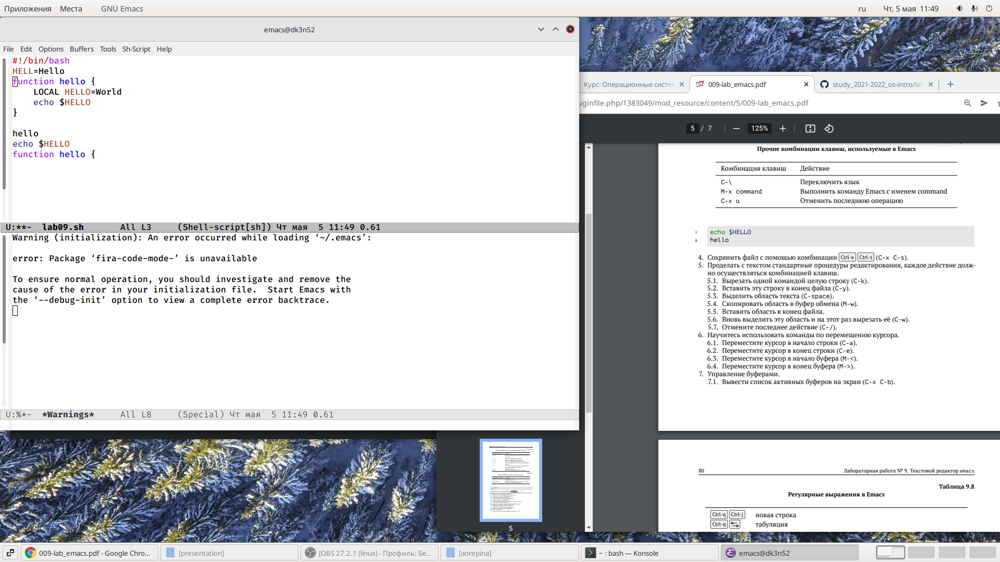 Приложения Места GNU Emacs ru Чт, 5 мая 11:49
emacs@dk3n52
File Edit Options Buffers Tools Sh-Script Help
#!/bin/bash
HELL=Hello
function hello {
    LOCAL HELLO=World
    echo $HELLO
}
hello
echo $HELLO
function hello {
U:**- lab09.sh All L3 (Shell-script[sh]) Чт мая 5 11:49 0.61
Warning (initialization): An error occurred while loading ‘~/.emacs’:
error: Package ‘fira-code-mode-’ is unavailable
To ensure normal operation, you should investigate and remove the
cause of the error in your initialization file.  Start Emacs with
the ‘--debug-init’ option to view a complete error backtrace.
U:%*- *Warnings* All L8 (Special) Чт мая 5 11:49 0.61
Курс: Операционные систем 009-lab_emacs.pdf study_2021-2022_os-intro/lab
uginfile.php/1383049/mod_resource/content/5/009-lab_emacs.pdf
5 / 7 125%
Прочие комбинации клавиш, используемые в Emacs
Комбинация клавиш Действие
C-\ Переключить язык
M-x command Выполнить команду Emacs с именем command
C-x u Отменить последнюю операцию
7 echo $HELLO
8 hello
4. Сохранить файл с помощью комбинации Ctrl-x Ctrl-s (C-x C-s).
5. Проделать с текстом стандартные процедуры редактирования, каждое действие долж-
но осуществляться комбинацией клавиш.
5.1. Вырезать одной командой целую строку (C-k).
5.2. Вставить эту строку в конец файла (C-y).
5.3. Выделить область текста (C-space).
5.4. Скопировать область в буфер обмена (M-w).
5.5. Вставить область в конец файла.
5.6. Вновь выделить эту область и на этот раз вырезать её (C-w).
5.7. Отмените последнее действие (C-/).
6. Научитесь использовать команды по перемещению курсора.
6.1. Переместите курсор в начало строки (C-a).
6.2. Переместите курсор в конец строки (C-e).
6.3. Переместите курсор в начало буфера (M-<).
6.4. Переместите курсор в конец буфера (M->).
7. Управление буферами.
7.1. Вывести список активных буферов на экран (C-x C-b).
80 Лабораторная работа № 9. Текстовой редактор emacs
Таблица 9.8
Регулярные выражения в Emacs
Ctrl-q Ctrl-j новая строка
Ctrl-q табуляция
5
009-lab_emacs.pdf - Google Chro... [presentation] [OBS 27.2.1 (linux) - Профиль: Бе... [aorepina] ~ : bash — Konsole emacs@dk3n52